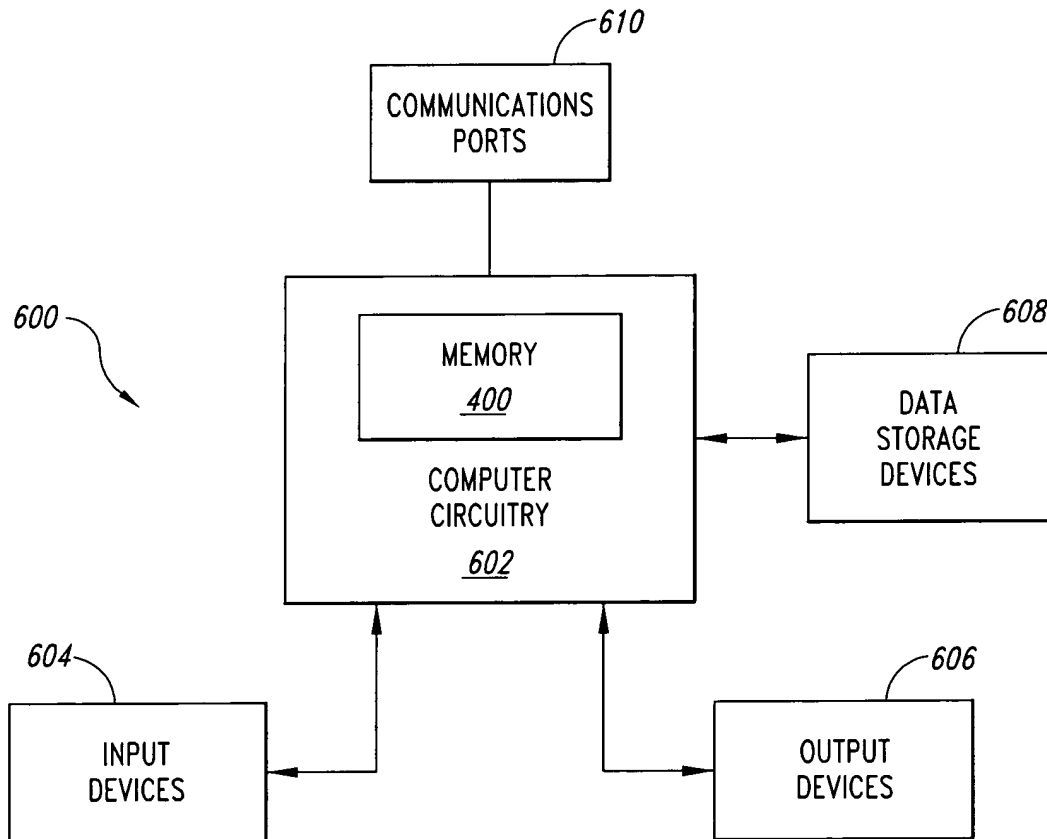 610
COMMUNICATIONS
PORTS
600
MEMORY
400
608
DATA
STORAGE
DEVICES
COMPUTER
CIRCUITRY
602
604
INPUT
DEVICES
606
OUTPUT
DEVICES